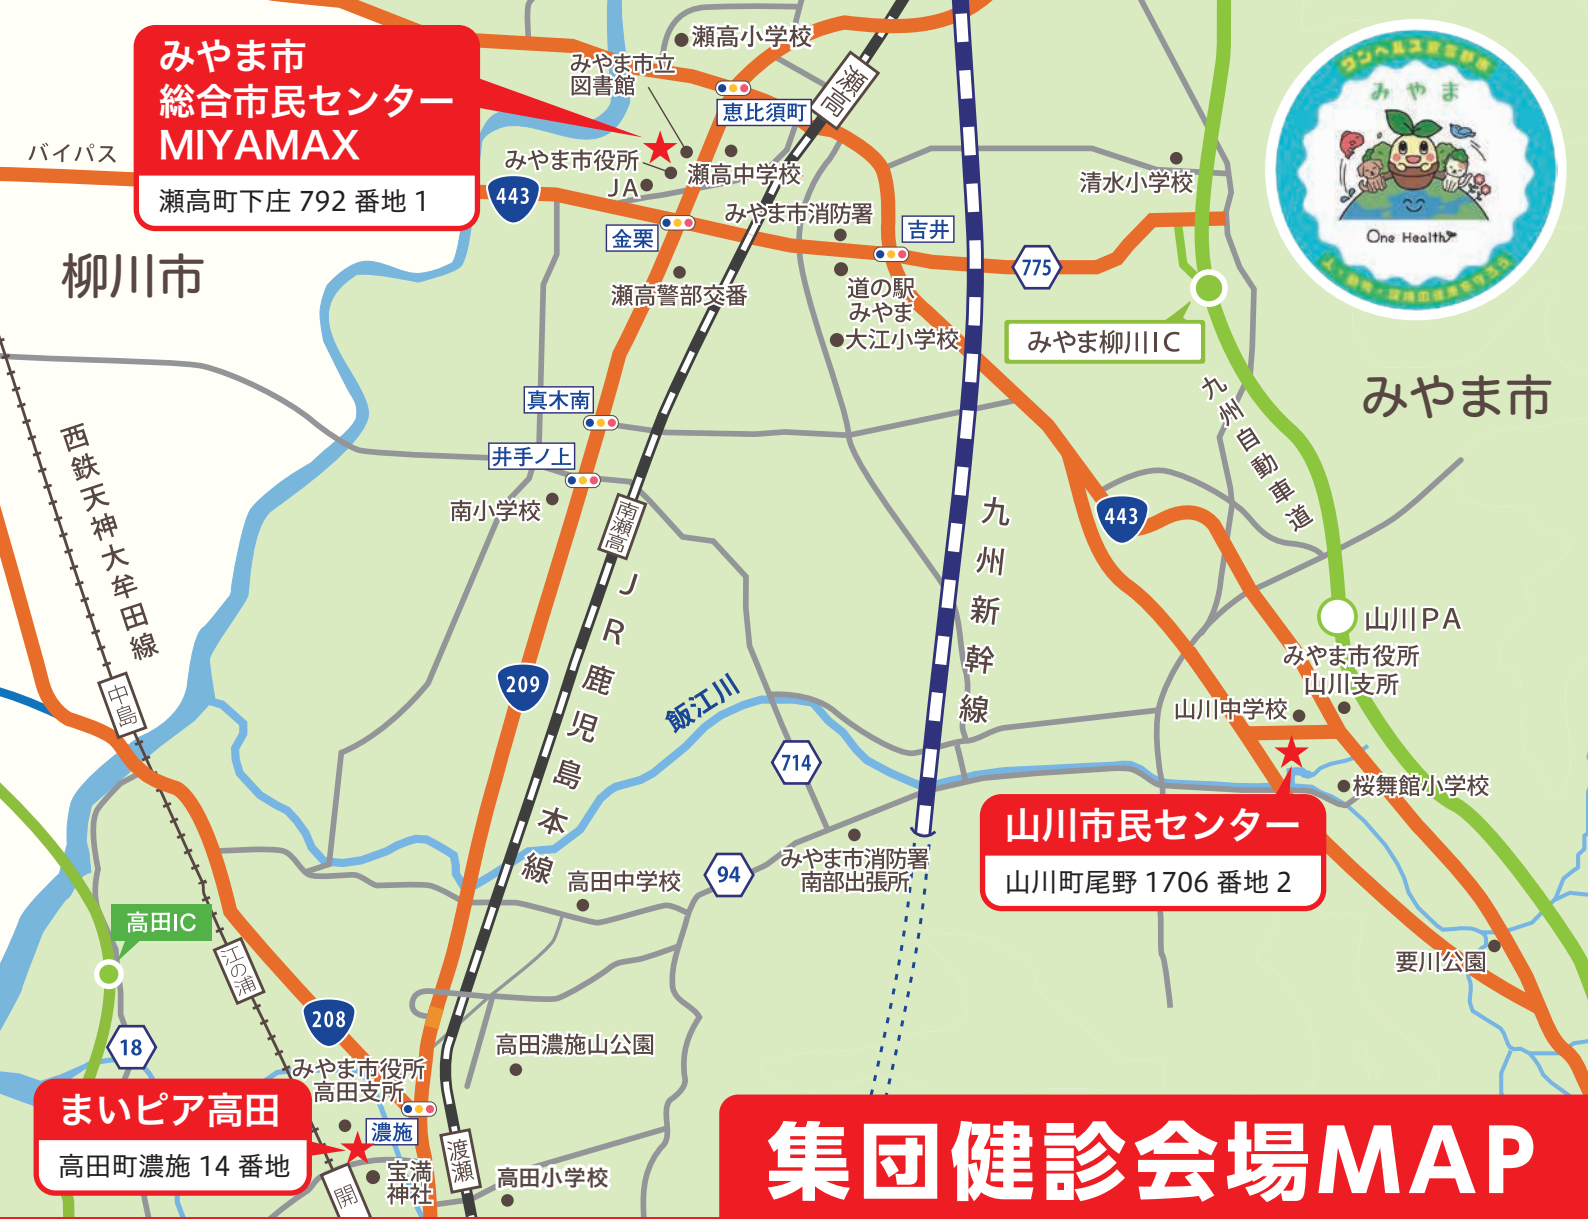 みやま市
総合市民センター
MIYAMAX
瀬高町下庄 792 番地 1
バイパス
柳川市
瀬高小学校
みやま市立
図書館
恵比須町
瀬高
みやま市役所
JA
瀬高中学校
443
金栗
みやま市消防署
吉井
775
清水小学校
瀬高警部交番
道の駅
みやま
大江小学校
みやま柳川IC
みやま
One Health
みやま市
九州自動車道
真木南
井手ノ上
南小学校
南瀬高
西鉄天神大牟田線
JR鹿児島本線
九州新幹線
443
209
中島
飯江川
714
山川PA
みやま市役所
山川支所
山川中学校
桜舞館小学校
山川市民センター
山川町尾野 1706 番地 2
みやま市消防署
南部出張所
94
高田中学校
要川公園
高田IC
江の浦
208
18
みやま市役所
高田支所
高田濃施山公園
まいピア高田
高田町濃施 14 番地
濃施
渡瀬
開
宝満
神社
高田小学校
集団健診会場MAP